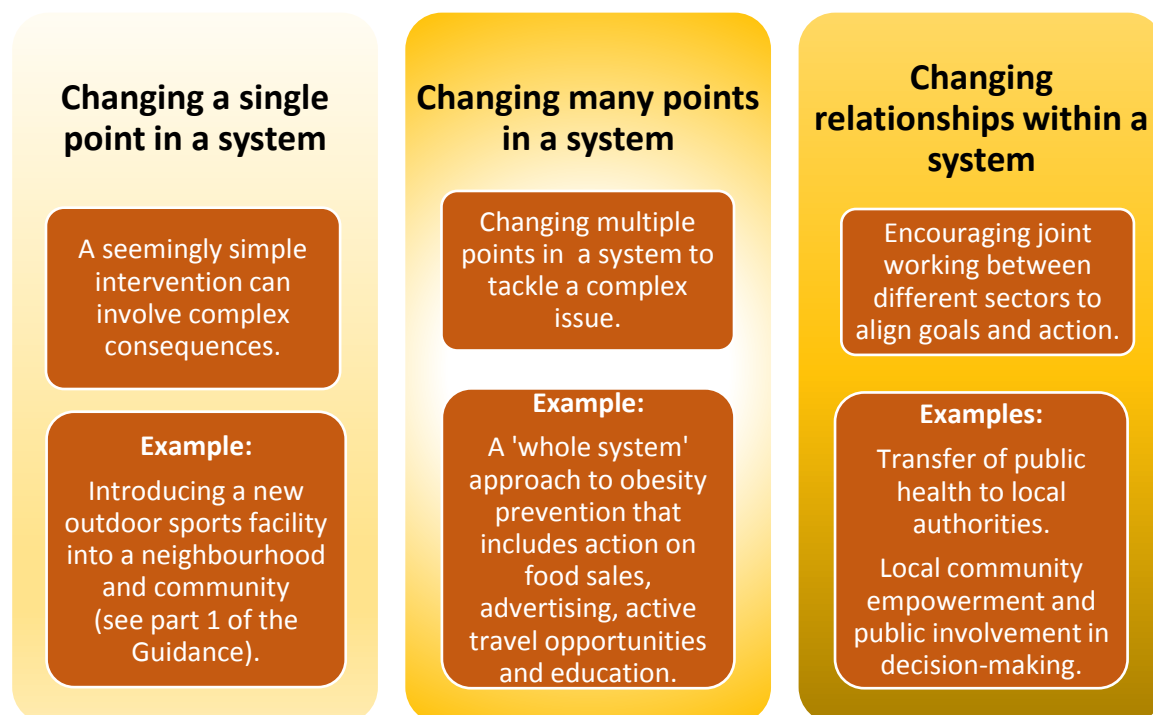 Changing a single
point in a system
A seemingly simple
intervention can
involve complex
consequences.
Example:
Introducing a new
outdoor sports facility
into a neighbourhood
and community
(see part 1 of the
Guidance).
Changing many points
in a system
Changing multiple
points in  a system to
tackle a complex
issue.
Example:
A 'whole system'
approach to obesity
prevention that
includes action on
food sales,
advertising, active
travel opportunities
and education.
Changing
relationships within a
system
Encouraging joint
working between
different sectors to
align goals and action.
Examples:
Transfer of public
health to local
authorities.
Local community
empowerment and
public involvement in
decision-making.